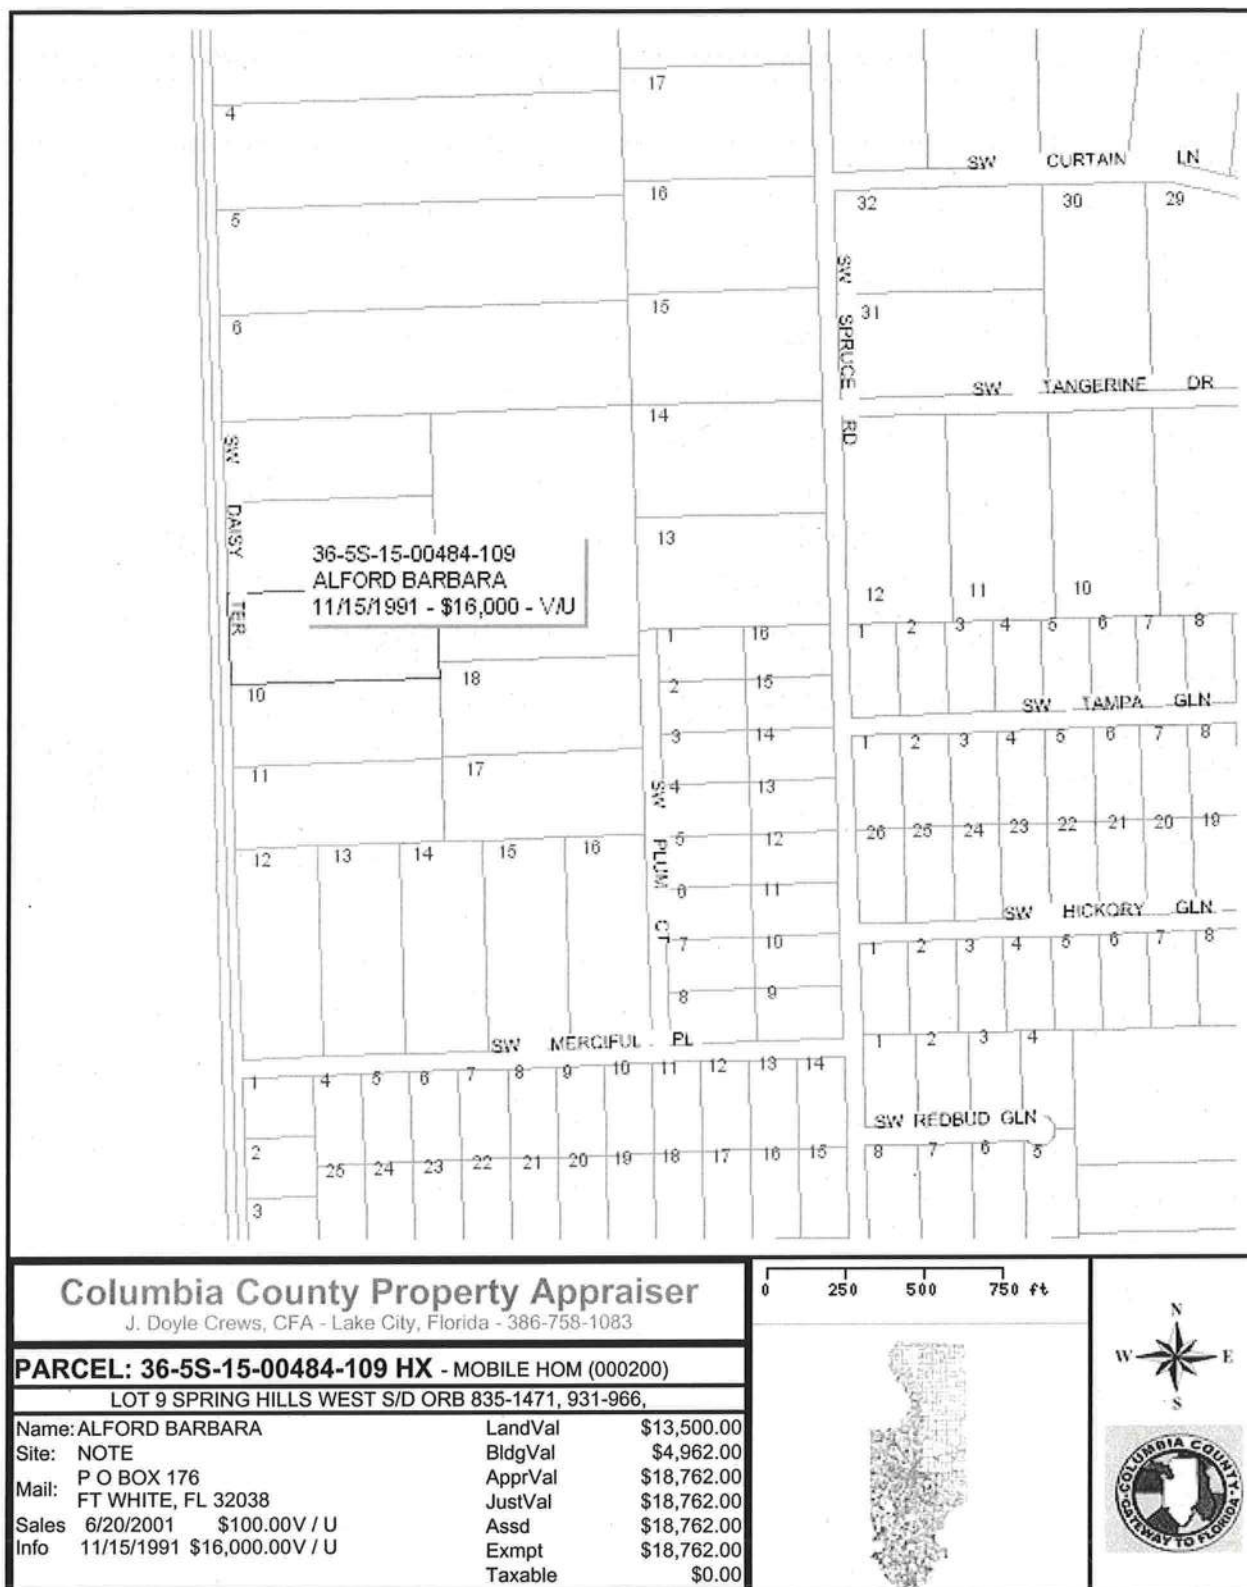 17
4
SW CURTAIN LN
16
32
30
29
5
SW
15
31
6
SPRUCE
SW TANGERINE DR
14
RD
SW
DAISY
13
36-5S-15-00484-109
ALFORD BARBARA
11/15/1991 - $16,000 - V/U
12
11
10
TER
1
16
1 2 3 4 5 6 7 8
10
18
2
15
SW TAMPA GLN
3
14
1 2 3 4 5 6 7 8
11
17
SW
4
13
26 25 24 23 22 21 20 19
5
12
12 13 14 15 16
PLUM
6
11
SW HICKORY GLN
CT
7
10
1 2 3 4 5 6 7 8
8
9
SW MERCIFUL PL
1 2 3 4
1 4 5 6 7 8 9 10 11 12 13 14
SW REDBUD GLN
2
25 24 23 22 21 20 19 18 17 16 15
8 7 6 5
3
Columbia County Property Appraiser
J. Doyle Crews, CFA - Lake City, Florida - 386-758-1083
PARCEL: 36-5S-15-00484-109 HX - MOBILE HOM (000200)
LOT 9 SPRING HILLS WEST S/D ORB 835-1471, 931-966,
Name: ALFORD BARBARA
Site: NOTE
Mail: P O BOX 176
FT WHITE, FL 32038
Sales 6/20/2001 $100.00V / U
Info 11/15/1991 $16,000.00V / U
LandVal $13,500.00
BldgVal $4,962.00
ApprVal $18,762.00
JustVal $18,762.00
Assd $18,762.00
Exmpt $18,762.00
Taxable $0.00
0 250 500 750 ft
N
W E
S
COLUMBIA COUNTY
GATEWAY TO FLORIDA